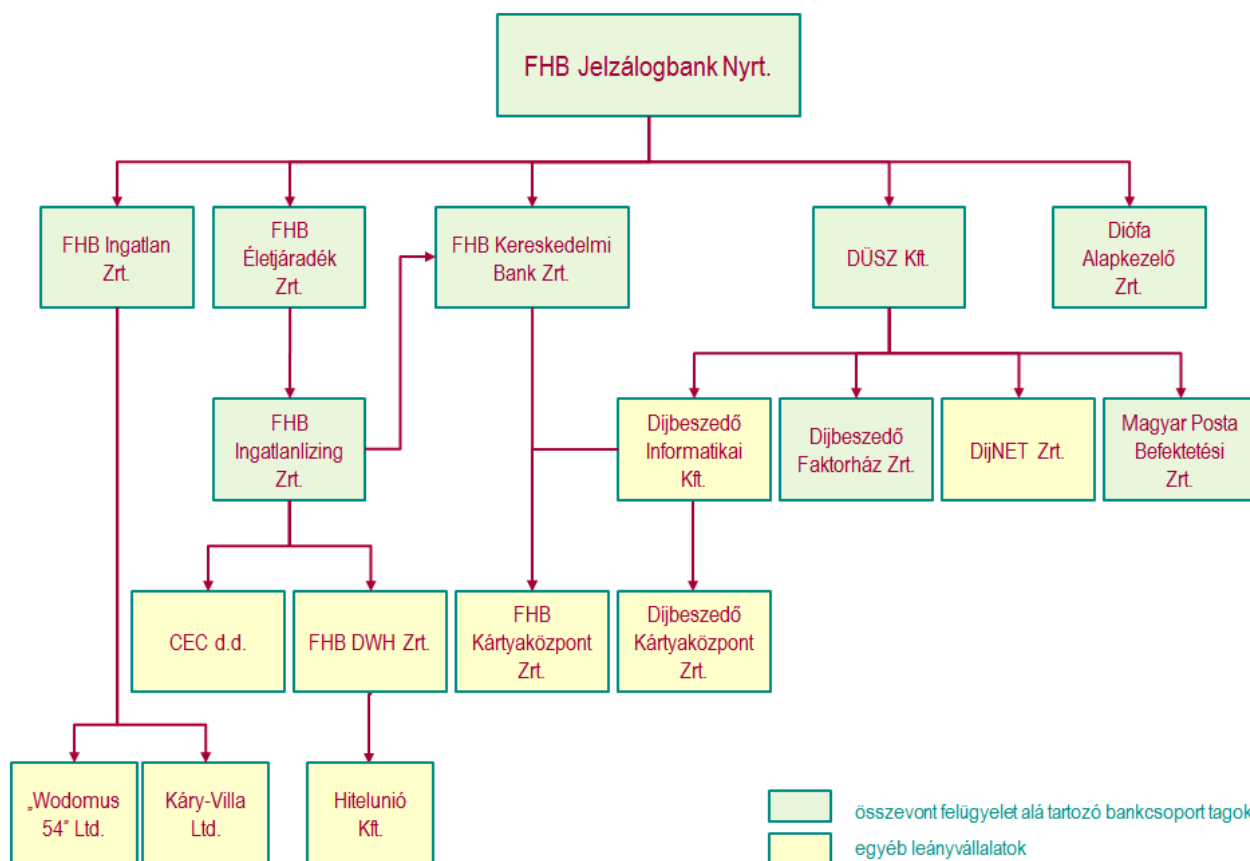 FHB Jelzálogbank Nyrt.
FHB Ingatlan
Zrt.
FHB
Életjáradék
Zrt.
FHB Kereskedelmi
Bank Zrt.
DÜSZ Kft.
Diófa
Alapkezelő
Zrt.
FHB
Ingatlanlízing
Zrt.
Díjbeszedő
Informatikai
Kft.
Díjbeszedő
Faktorház Zrt.
DíjNET Zrt.
Magyar Posta
Befektetési
Zrt.
CEC d.d.
FHB DWH Zrt.
FHB
Kártyaközpont
Zrt.
Díjbeszedő
Kártyaközpont
Zrt.
„Wodomus
54” Ltd.
Káry-Villa
Ltd.
Hitelunió
Kft.
összevont felügyelet alá tartozó bankcsoport tagok
egyéb leányvállalatok